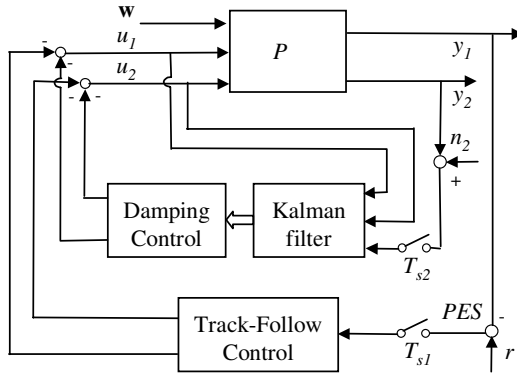 w
u1
P
y1
u2
y2
n2
+
Damping
Control
Kalman
filter
Ts2
PES
Track-Follow
Control
Ts1
r